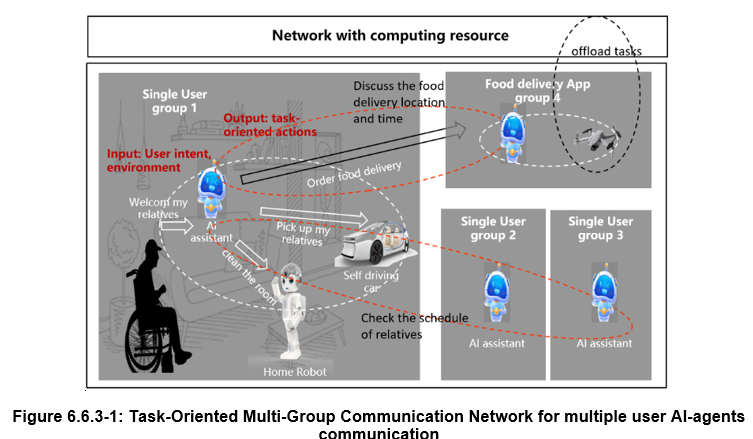 Network with computing resource
offload tasks
Single User
group 1
Discuss the food
delivery location
and time
Food delivery App
group 4
Output: task-
oriented actions
Input: User intent,
environment
Order food delivery
Welcom my
relatives
AI
assistant
Pick up my
relatives
clean the room
Self driving
car
Home Robot
Single User
group 2
Single User
group 3
Check the schedule
of relatives
AI assistant
AI assistant
Figure 6.6.3-1: Task-Oriented Multi-Group Communication Network for multiple user AI-agents
communication